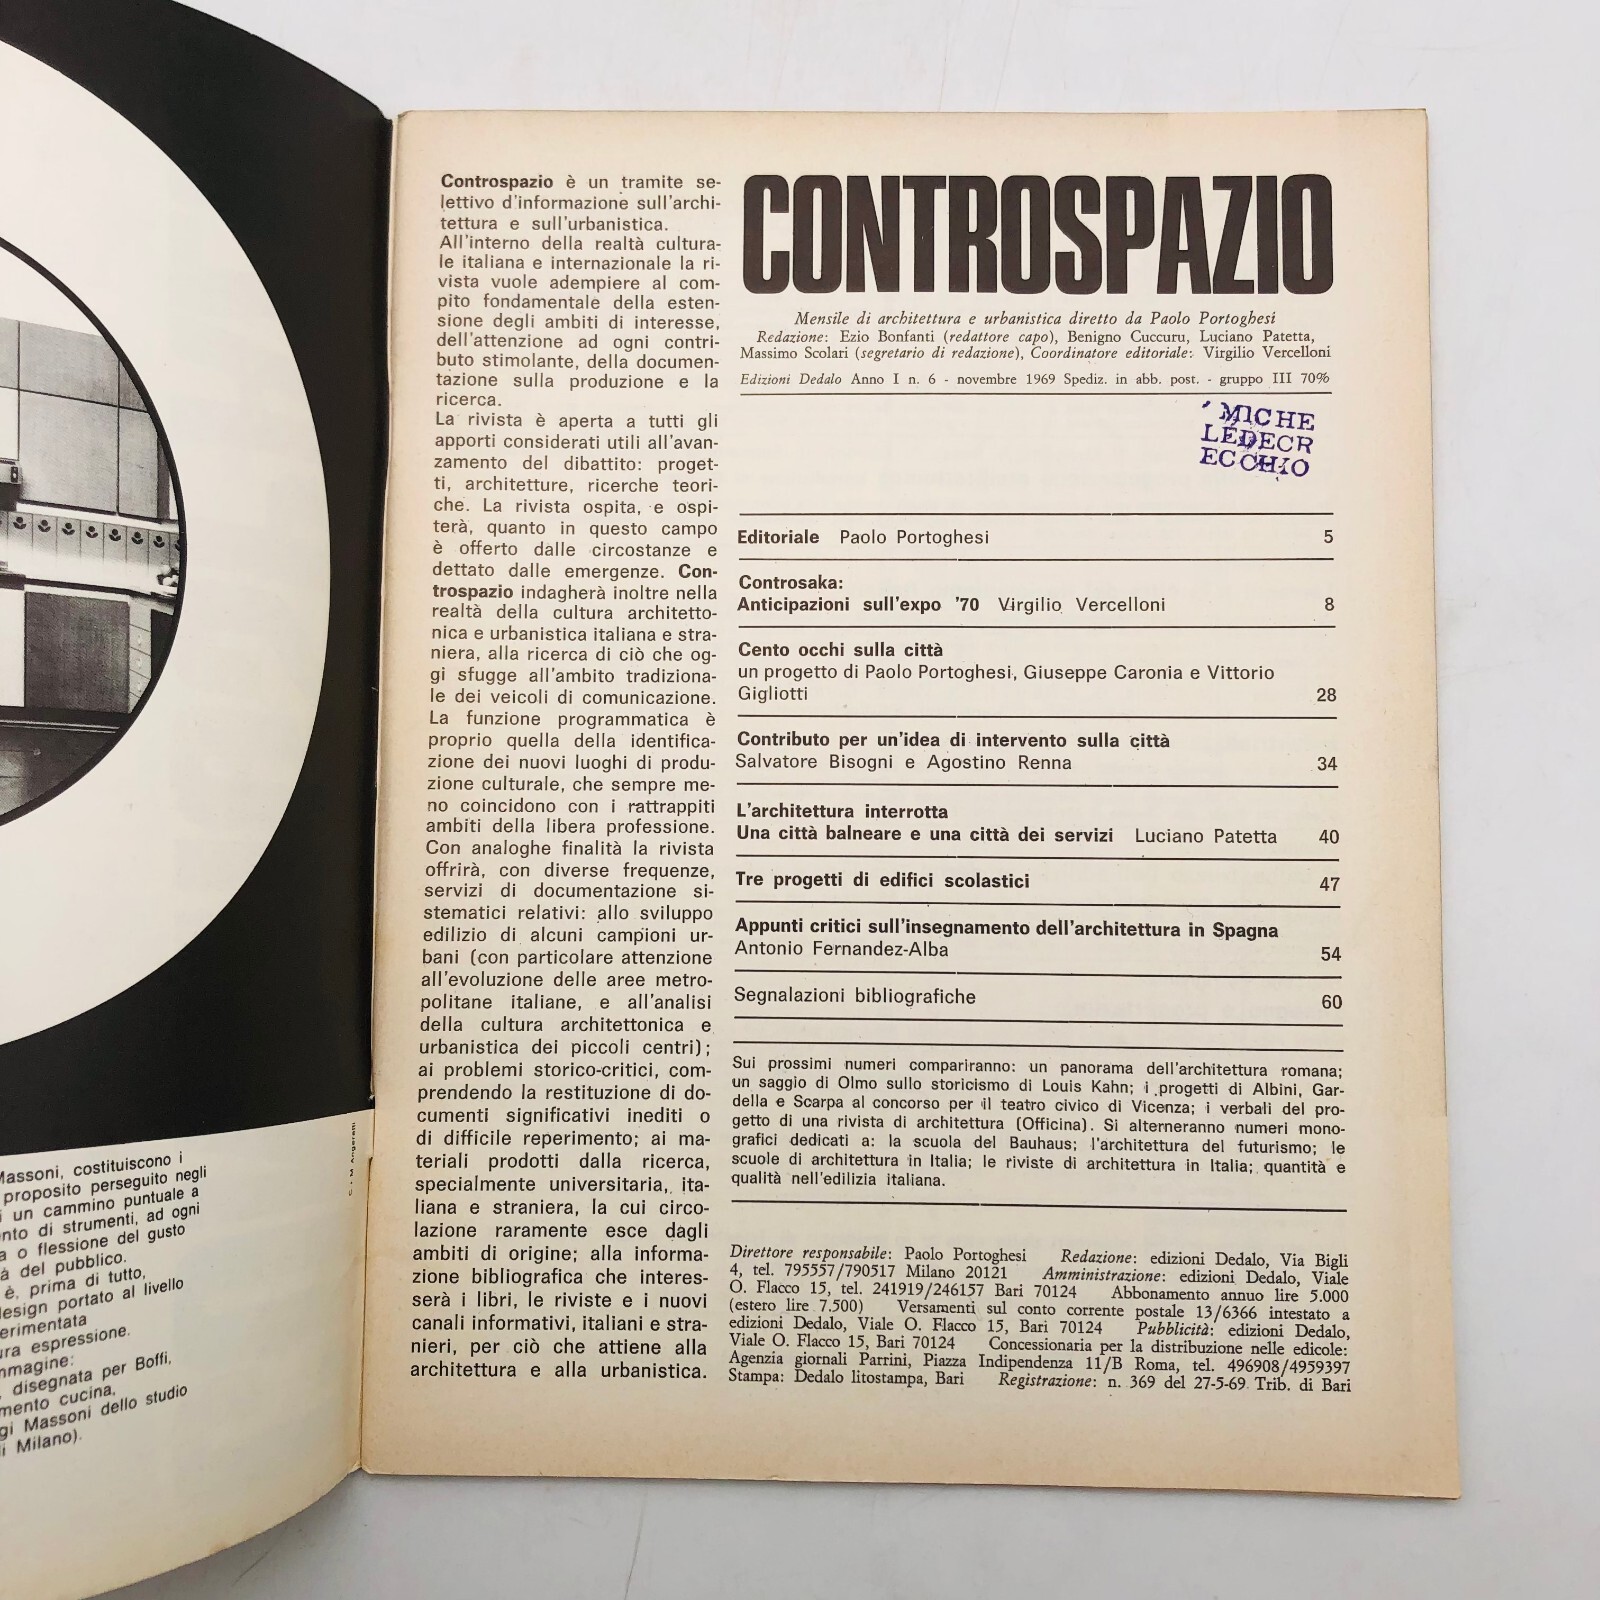 Massoni, costituiscono i
proposito perseguito negli
un cammino puntuale a
nto di strumenti, ad ogni
a o flessione del gusto
à del pubblico.
è, prima di tutto,
design portato al livello
erimentata
ura espressione.
mmagine:
, disegnata per Boffi,
mento cucina,
gi Massoni dello studio
i Milano).
Controspazio è un tramite se-
lettivo d'informazione sull'archi-
tettura e sull'urbanistica.
All'interno della realtà cultura-
le italiana e internazionale la ri-
vista vuole adempiere al com-
pito fondamentale della esten-
sione degli ambiti di interesse,
dell'attenzione ad ogni contri-
buto stimolante, della documen-
tazione sulla produzione e la
ricerca.
La rivista è aperta a tutti gli
apporti considerati utili all'avan-
zamento del dibattito: proget-
ti, architetture, ricerche teori-
che. La rivista ospita, e ospi-
terà, quanto in questo campo
è offerto dalle circostanze e
dettato dalle emergenze. Con-
trospazio indagherà inoltre nella
realtà della cultura architetto-
nica e urbanistica italiana e stra-
niera, alla ricerca di ciò che og-
gi sfugge all'ambito tradiziona-
le dei veicoli di comunicazione.
La funzione programmatica è
proprio quella della identifica-
zione dei nuovi luoghi di produ-
zione culturale, che sempre me-
no coincidono con i rattrappiti
ambiti della libera professione.
Con analoghe finalità la rivista
offrirà, con diverse frequenze,
servizi di documentazione si-
stematici relativi: allo sviluppo
edilizio di alcuni campioni ur-
bani (con particolare attenzione
all'evoluzione delle aree metro-
politane italiane, e all'analisi
della cultura architettonica e
urbanistica dei piccoli centri);
ai problemi storico-critici, com-
prendendo la restituzione di do-
cumenti significativi inediti o
di difficile reperimento; ai ma-
teriali prodotti dalla ricerca,
specialmente universitaria, ita-
liana e straniera, la cui circo-
lazione raramente esce dagli
ambiti di origine; alla informa-
zione bibliografica che interes-
serà i libri, le riviste e i nuovi
canali informativi, italiani e stra-
nieri, per ciò che attiene alla
architettura e alla urbanistica.
CONTROSPAZIO
Mensile di architettura e urbanistica diretto da Paolo Portoghesi
Redazione: Ezio Bonfanti (redattore capo), Benigno Cuccuru, Luciano Patetta,
Massimo Scolari (segretario di redazione), Coordinatore editoriale: Virgilio Vercelloni
Edizioni Dedalo Anno I n. 6 - novembre 1969 Spediz. in abb. post. - gruppo III 70%
MICHE
LEDECR
ECCHIO
Editoriale Paolo Portoghesi 5
Controsaka:
Anticipazioni sull'expo '70 Virgilio Vercelloni 8
Cento occhi sulla città
un progetto di Paolo Portoghesi, Giuseppe Caronia e Vittorio
Gigliotti 28
Contributo per un'idea di intervento sulla città
Salvatore Bisogni e Agostino Renna 34
L'architettura interrotta
Una città balneare e una città dei servizi Luciano Patetta 40
Tre progetti di edifici scolastici 47
Appunti critici sull'insegnamento dell'architettura in Spagna
Antonio Fernandez-Alba 54
Segnalazioni bibliografiche 60
Sui prossimi numeri compariranno: un panorama dell'architettura romana;
un saggio di Olmo sullo storicismo di Louis Kahn; i progetti di Albini, Gar-
della e Scarpa al concorso per il teatro civico di Vicenza; i verbali del pro-
getto di una rivista di architettura (Officina). Si alterneranno numeri mono-
grafici dedicati a: la scuola del Bauhaus; l'architettura del futurismo; le
scuole di architettura in Italia; le riviste di architettura in Italia; quantità e
qualità nell'edilizia italiana.
Direttore responsabile: Paolo Portoghesi Redazione: edizioni Dedalo, Via Bigli
4, tel. 795557/790517 Milano 20121 Amministrazione: edizioni Dedalo, Viale
O. Flacco 15, tel. 241919/246157 Bari 70124 Abbonamento annuo lire 5.000
(estero lire 7.500) Versamenti sul conto corrente postale 13/6366 intestato a
edizioni Dedalo, Viale O. Flacco 15, Bari 70124 Pubblicità: edizioni Dedalo,
Viale O. Flacco 15, Bari 70124 Concessionaria per la distribuzione nelle edicole:
Agenzia giornali Parrini, Piazza Indipendenza 11/B Roma, tel. 496908/4959397
Stampa: Dedalo litostampa, Bari Registrazione: n. 369 del 27-5-69 Trib. di Bari